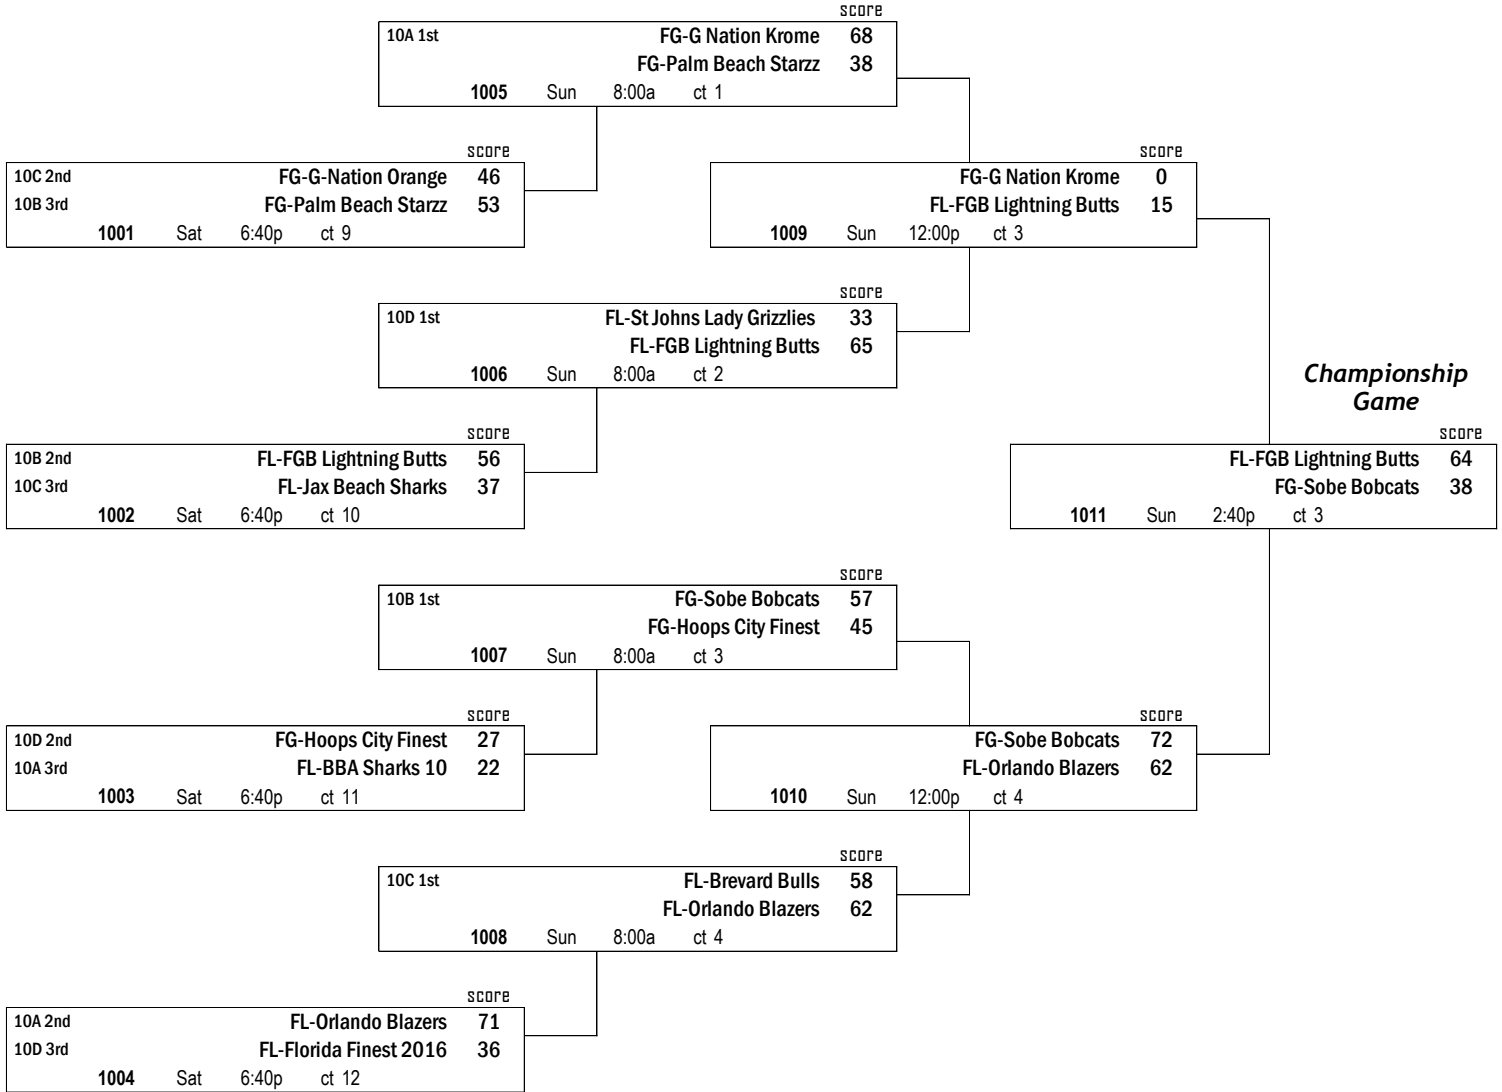 score
10A 1st FG-G Nation Krome 68
FG-Palm Beach Starzz 38
1005 Sun 8:00a ct 1
score
10C 2nd FG-G-Nation Orange 46
10B 3rd FG-Palm Beach Starzz 53
1001 Sat 6:40p ct 9
score
FG-G Nation Krome 0
FL-FGB Lightning Butts 15
1009 Sun 12:00p ct 3
score
10D 1st FL-St Johns Lady Grizzlies 33
FL-FGB Lightning Butts 65
1006 Sun 8:00a ct 2
Championship
Game
score
10B 2nd FL-FGB Lightning Butts 56
10C 3rd FL-Jax Beach Sharks 37
1002 Sat 6:40p ct 10
score
FL-FGB Lightning Butts 64
FG-Sobe Bobcats 38
1011 Sun 2:40p ct 3
score
10B 1st FG-Sobe Bobcats 57
FG-Hoops City Finest 45
1007 Sun 8:00a ct 3
score
10D 2nd FG-Hoops City Finest 27
10A 3rd FL-BBA Sharks 10 22
1003 Sat 6:40p ct 11
score
FG-Sobe Bobcats 72
FL-Orlando Blazers 62
1010 Sun 12:00p ct 4
score
10C 1st FL-Brevard Bulls 58
FL-Orlando Blazers 62
1008 Sun 8:00a ct 4
score
10A 2nd FL-Orlando Blazers 71
10D 3rd FL-Florida Finest 2016 36
1004 Sat 6:40p ct 12